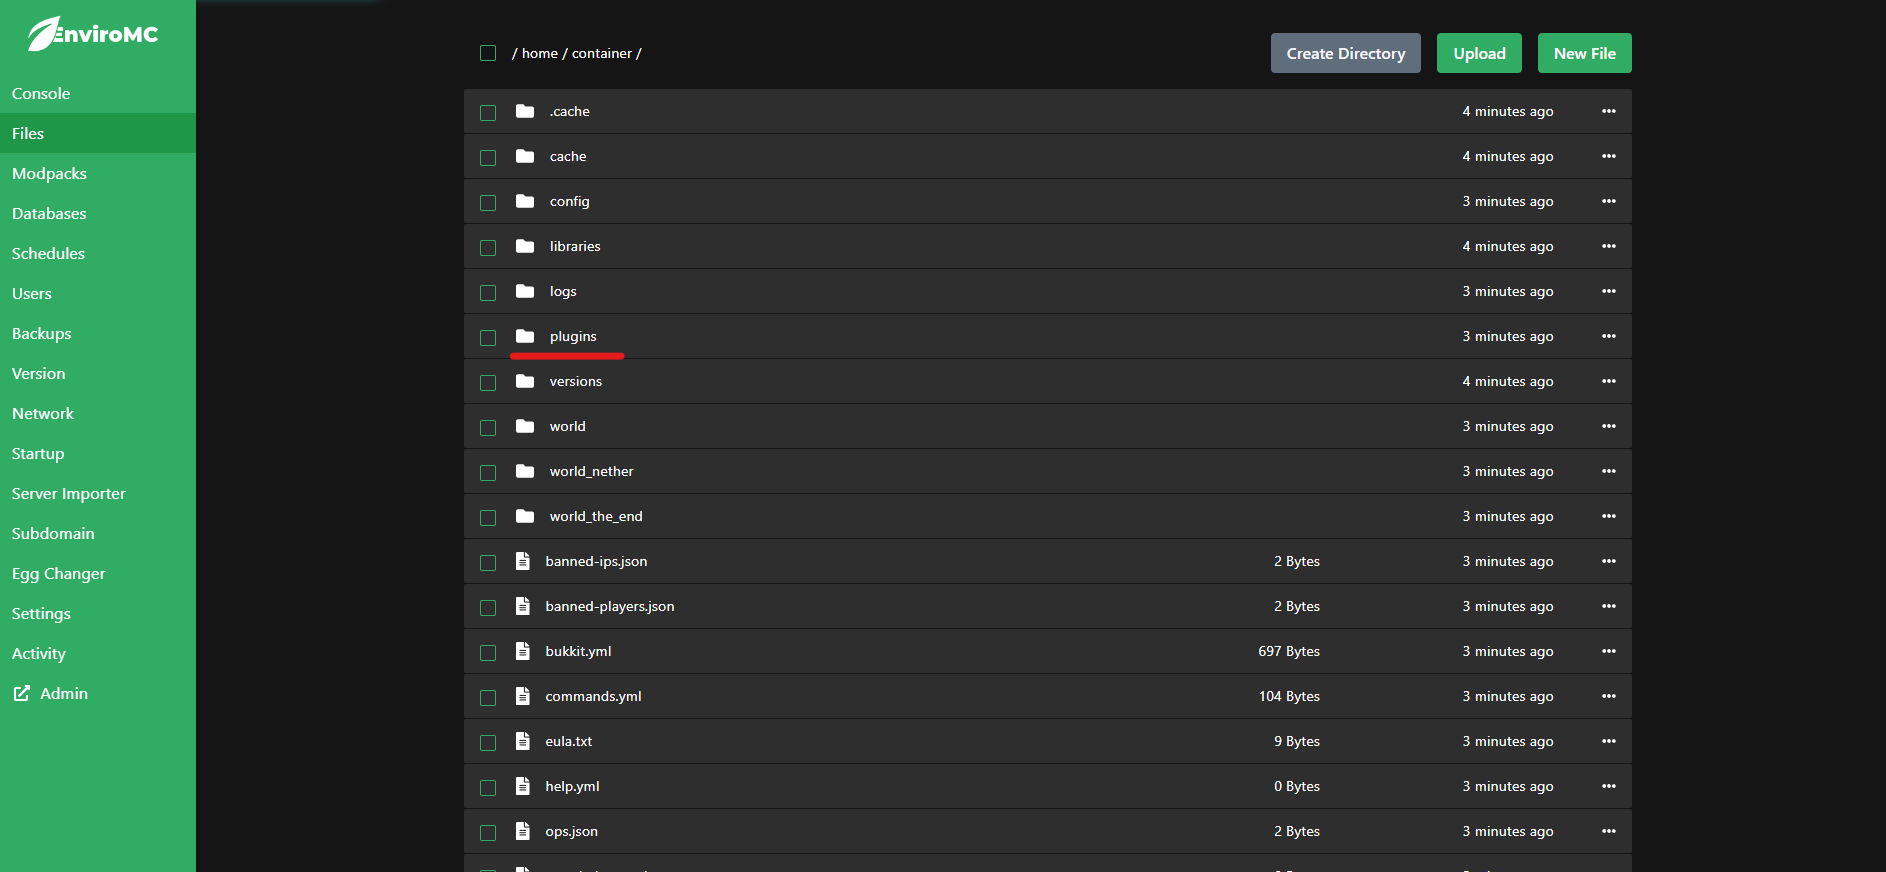 EnviroMC
Console
Files
Modpacks
Databases
Schedules
Users
Backups
Version
Network
Startup
Server Importer
Subdomain
Egg Changer
Settings
Activity
Admin
/ home / container /
Create Directory
Upload
New File
.cache 4 minutes ago
cache 4 minutes ago
config 3 minutes ago
libraries 4 minutes ago
logs 3 minutes ago
plugins 3 minutes ago
versions 4 minutes ago
world 3 minutes ago
world_nether 3 minutes ago
world_the_end 3 minutes ago
banned-ips.json 2 Bytes 3 minutes ago
banned-players.json 2 Bytes 3 minutes ago
bukkit.yml 697 Bytes 3 minutes ago
commands.yml 104 Bytes 3 minutes ago
eula.txt 9 Bytes 3 minutes ago
help.yml 0 Bytes 3 minutes ago
ops.json 2 Bytes 3 minutes ago